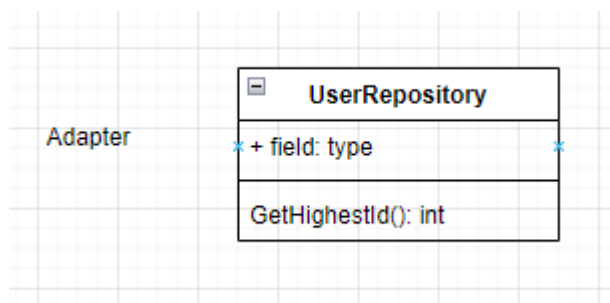 UserRepository
Adapter
+ field: type
GetHighestId(): int